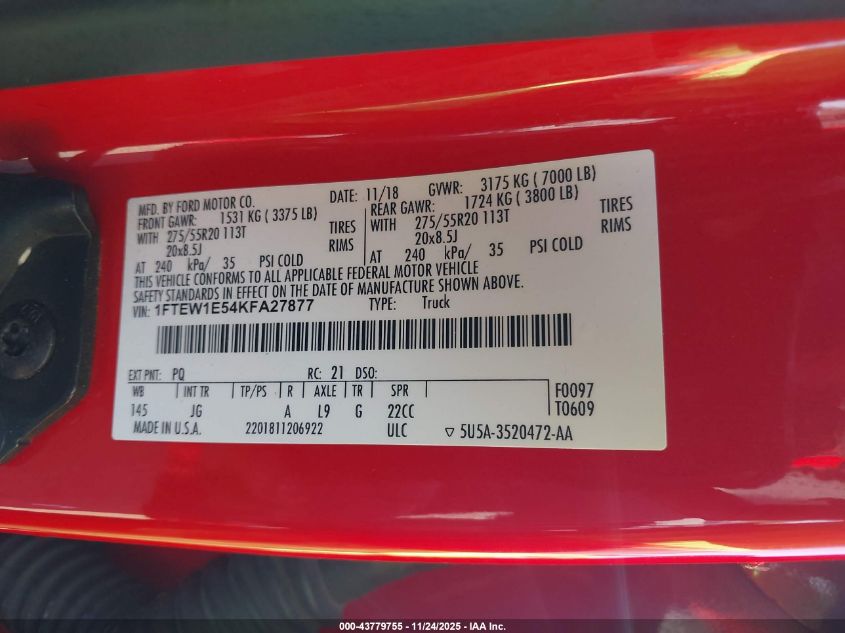 MFD. BY FORD MOTOR CO. DATE: 11/18 GVWR: 3175 KG ( 7000 LB)
FRONT GAWR: 1531 KG ( 3375 LB) REAR GAWR: 1724 KG ( 3800 LB)
WITH 275/55R20 113T TIRES WITH 275/55R20 113T TIRES
20x8.5J RIMS 20x8.5J RIMS
AT 240 kPa/ 35 PSI COLD AT 240 kPa/ 35 PSI COLD
THIS VEHICLE CONFORMS TO ALL APPLICABLE FEDERAL MOTOR VEHICLE
SAFETY STANDARDS IN EFFECT ON THE DATE OF MANUFACTURE SHOWN ABOVE.
VIN: 1FTEW1E54KFA27877 TYPE: Truck
EXT PNT: PQ RC: 21 DSO:
WB INT TR TP/PS R AXLE TR SPR F0097
145 JG A L9 G 22CC T0609
MADE IN U.S.A. 2201811206922 ULC ▽ 5U5A-3520472-AA
000-43779755 - 11/24/2025 - IAA Inc.